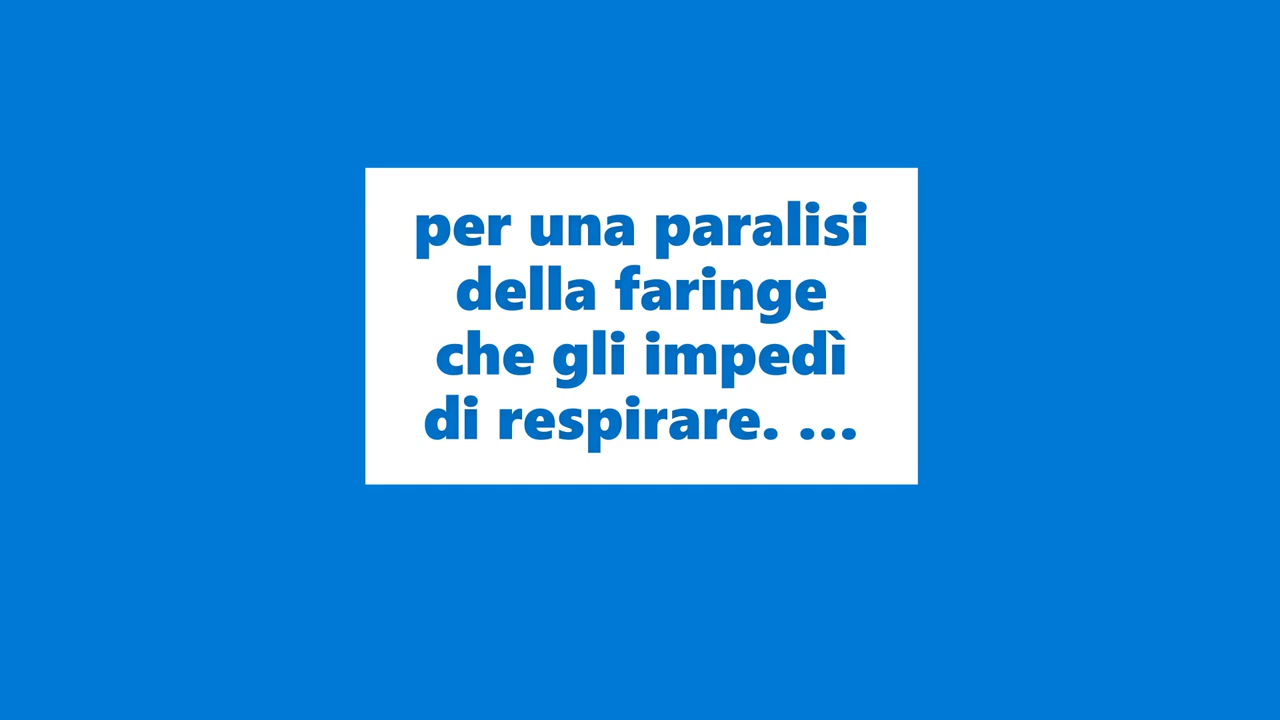 per una paralisi
della faringe
che gli impedì
di respirare. ...